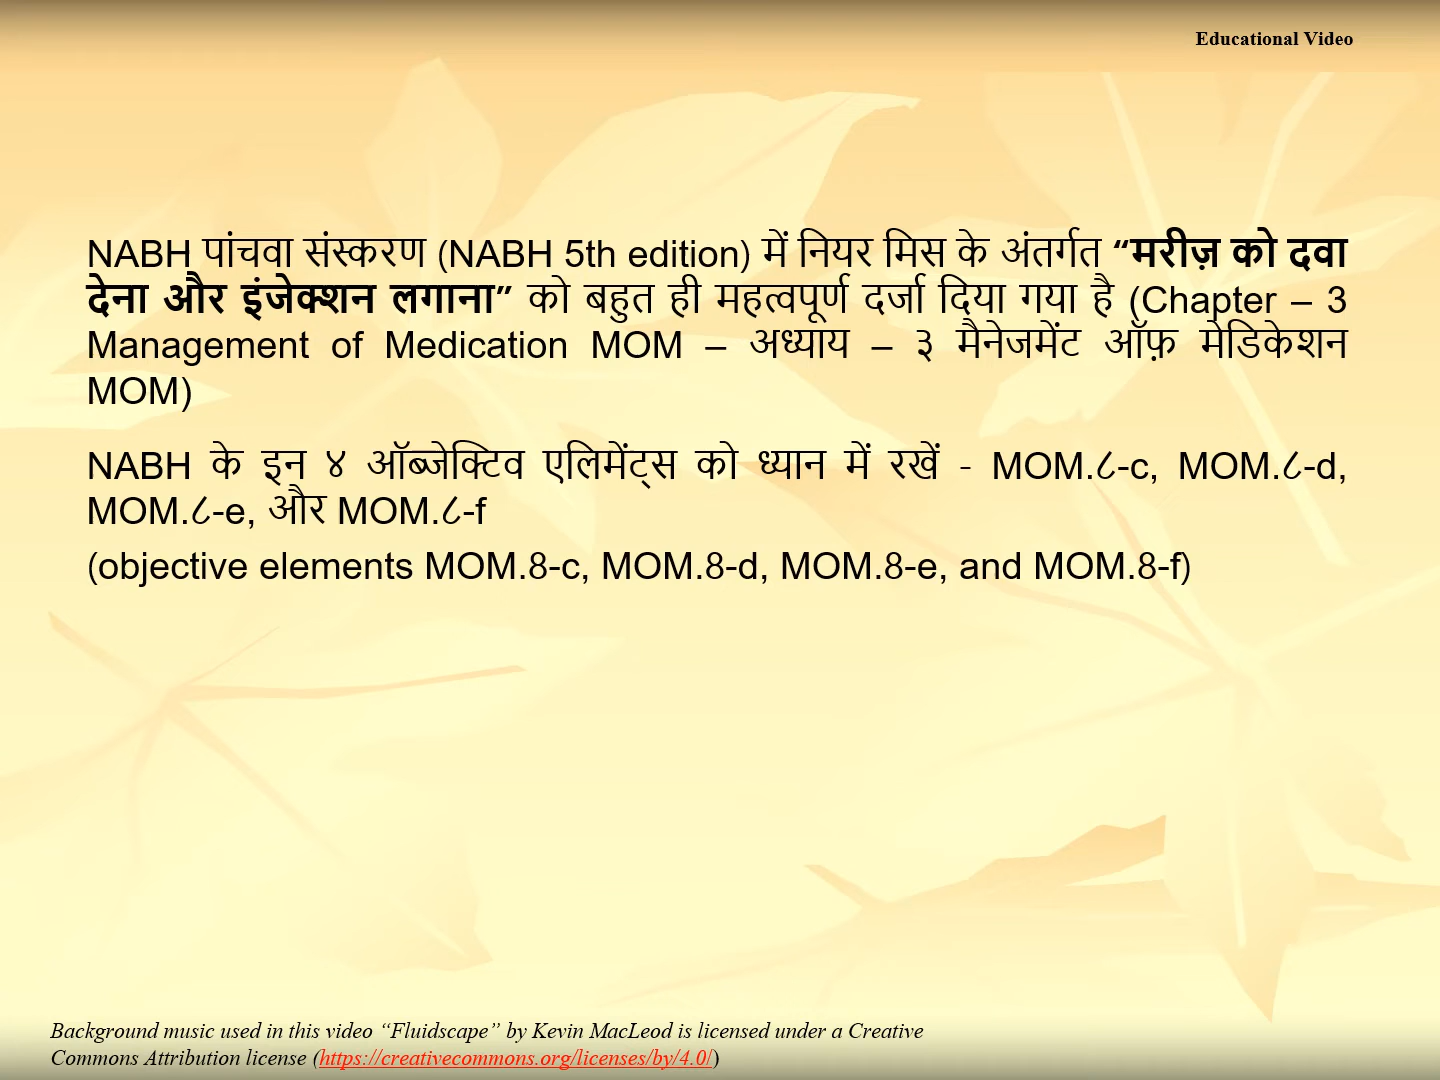 Educational Video
NABH पांचवा संस्करण (NABH 5th edition) में नियर मिस के अंतर्गत “मरीज़ को दवा
देना और इंजेक्शन लगाना” को बहुत ही महत्वपूर्ण दर्जा दिया गया है (Chapter – 3
Management of Medication MOM – अध्याय – ३ मैनेजमेंट ऑफ़ मेडिकेशन
MOM)
NABH के इन ४ ऑब्जेक्टिव एलिमेंट्स को ध्यान में रखें - MOM.८-c, MOM.८-d,
MOM.८-e, और MOM.८-f
(objective elements MOM.8-c, MOM.8-d, MOM.8-e, and MOM.8-f)
Background music used in this video “Fluidscape” by Kevin MacLeod is licensed under a Creative
Commons Attribution license (https://creativecommons.org/licenses/by/4.0/)